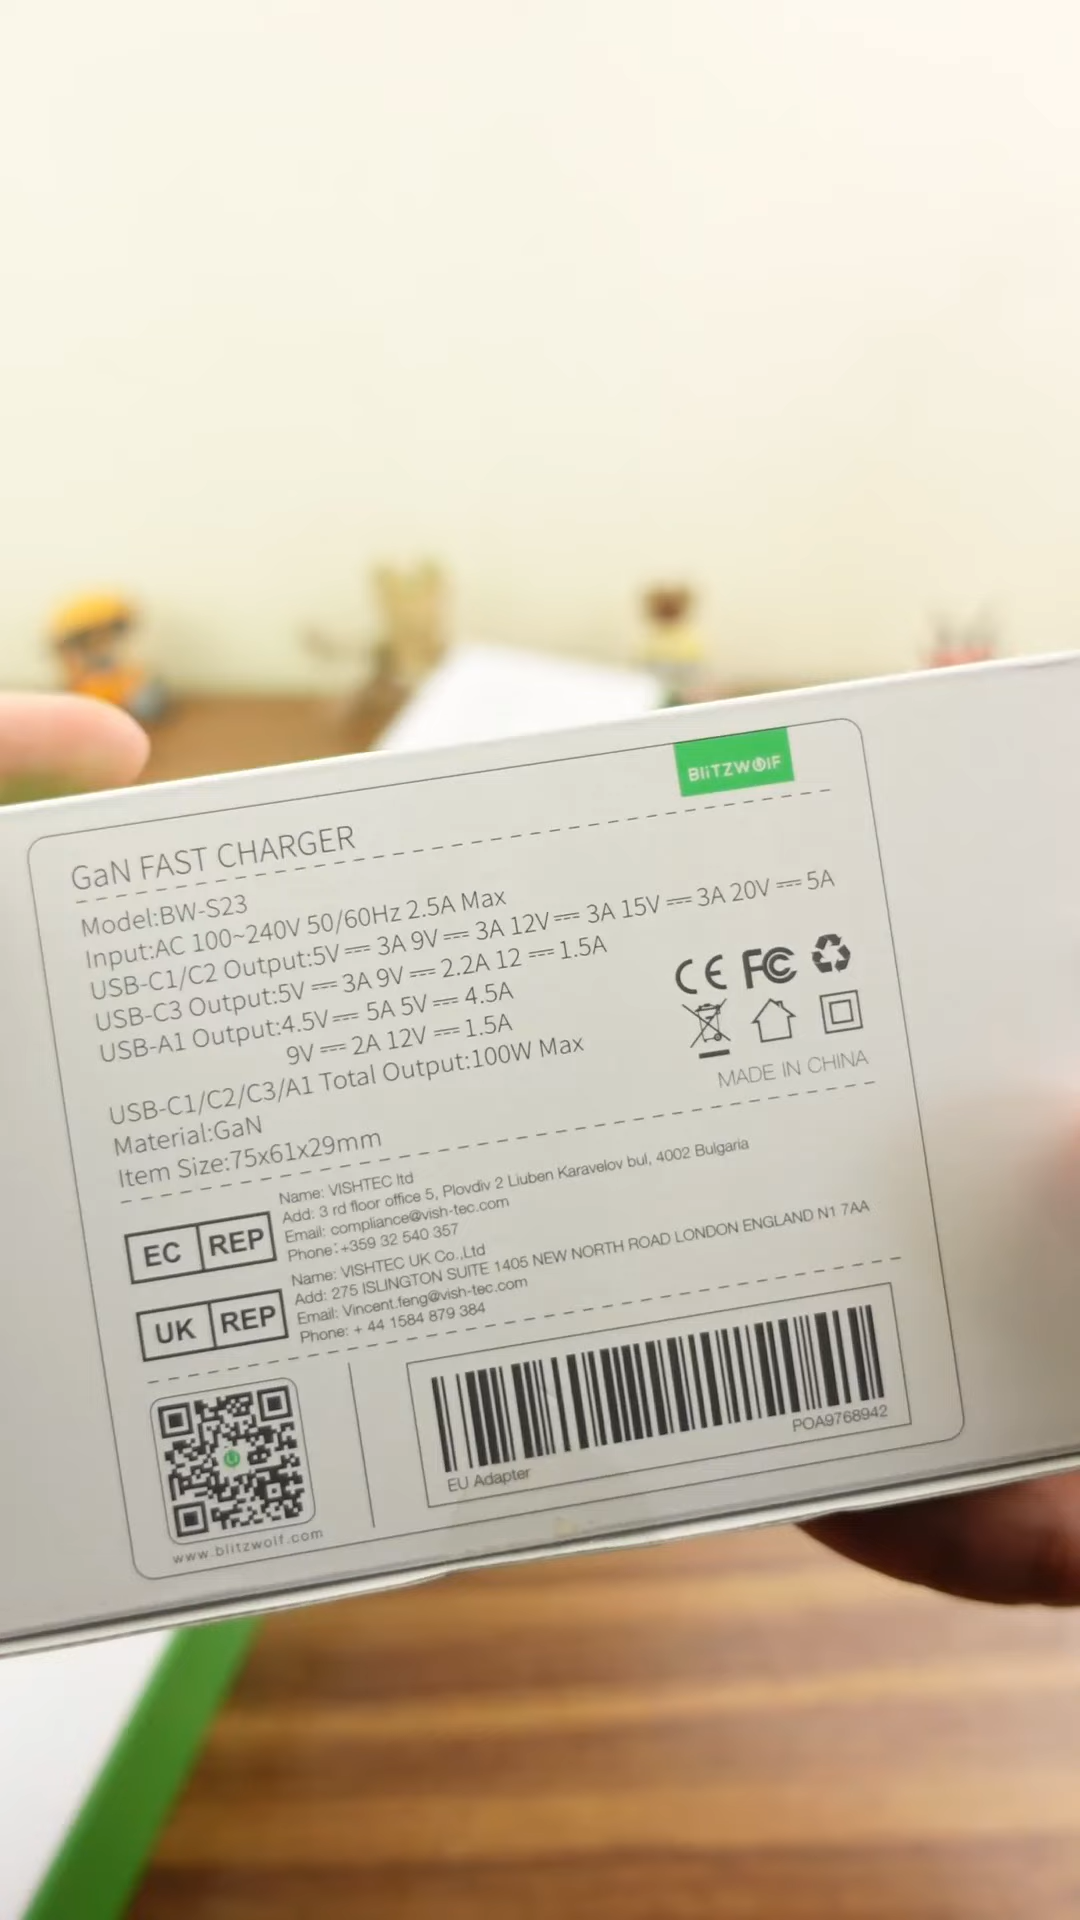 BLiTZWOlF
GaN FAST CHARGER
Model:BW-S23
Input:AC 100~240V 50/60Hz 2.5A Max
USB-C1/C2 Output:5V⎓3A 9V⎓3A 12V⎓3A 15V⎓3A 20V⎓5A
USB-C3 Output:5V⎓3A 9V⎓2.2A 12⎓1.5A
USB-A1 Output:4.5V⎓5A 5V⎓4.5A
9V⎓2A 12V⎓1.5A
USB-C1/C2/C3/A1 Total Output:100W Max
Material:GaN
Item Size:75x61x29mm
CE FC
MADE IN CHINA
EC REP
Name: VISHTEC ltd
Add: 3 rd floor office 5, Plovdiv 2 Liuben Karavelov bul, 4002 Bulgaria
Email: compliance@vish-tec.com
Phone:+359 32 540 357
UK REP
Name: VISHTEC UK Co.,Ltd
Add: 275 ISLINGTON SUITE 1405 NEW NORTH ROAD LONDON ENGLAND N1 7AA
Email: Vincent.feng@vish-tec.com
Phone: + 44 1584 879 384
www.blitzwolf.com
EU Adapter
POA9768942